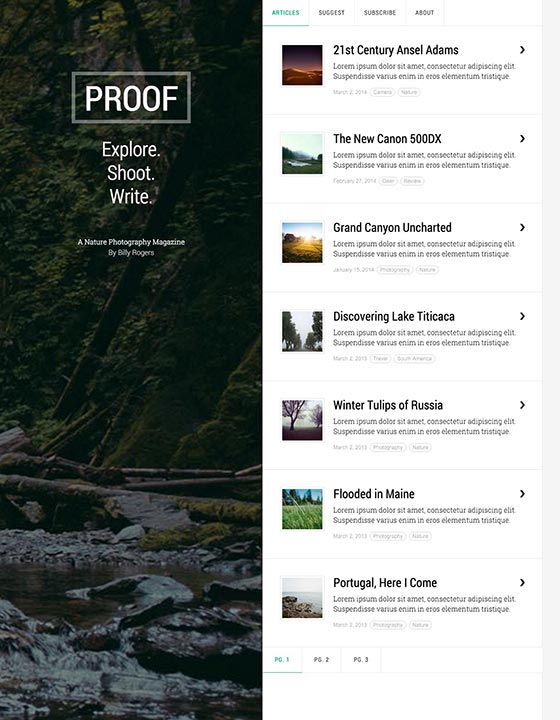 PROOF
Explore.
Shoot.
Write.
A Nature Photography Magazine
By Billy Rogers
ARTICLES SUGGEST SUBSCRIBE ABOUT
21st Century Ansel Adams
Lorem ipsum dolor sit amet, consectetur adipiscing elit.
Suspendisse varius enim in eros elementum tristique.
March 2, 2014 Camera Nature
The New Canon 500DX
Lorem ipsum dolor sit amet, consectetur adipiscing elit.
Suspendisse varius enim in eros elementum tristique.
February 27, 2014 Gear Review
Grand Canyon Uncharted
Lorem ipsum dolor sit amet, consectetur adipiscing elit.
Suspendisse varius enim in eros elementum tristique.
January 15, 2014 Photography Nature
Discovering Lake Titicaca
Lorem ipsum dolor sit amet, consectetur adipiscing elit.
Suspendisse varius enim in eros elementum tristique.
March 2, 2013 Travel South America
Winter Tulips of Russia
Lorem ipsum dolor sit amet, consectetur adipiscing elit.
Suspendisse varius enim in eros elementum tristique.
March 2, 2013 Photography Nature
Flooded in Maine
Lorem ipsum dolor sit amet, consectetur adipiscing elit.
Suspendisse varius enim in eros elementum tristique.
March 2, 2013 Photography Nature
Portugal, Here I Come
Lorem ipsum dolor sit amet, consectetur adipiscing elit.
Suspendisse varius enim in eros elementum tristique.
March 2, 2013 Photography Nature
PG. 1 PG. 2 PG. 3